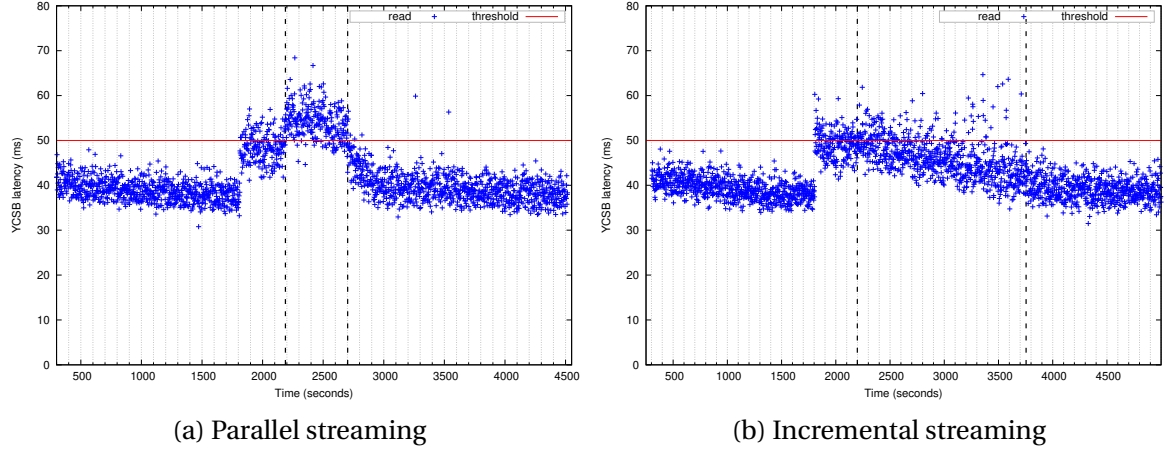 read
threshold
80
70
60
50
40
30
20
10
0
YCSB latency (ms)
500 1000 1500 2000 2500 3000 3500 4000 4500
Time (seconds)
(a) Parallel streaming
read
threshold
80
70
60
50
40
30
20
10
0
YCSB latency (ms)
500 1000 1500 2000 2500 3000 3500 4000 4500
Time (seconds)
(b) Incremental streaming